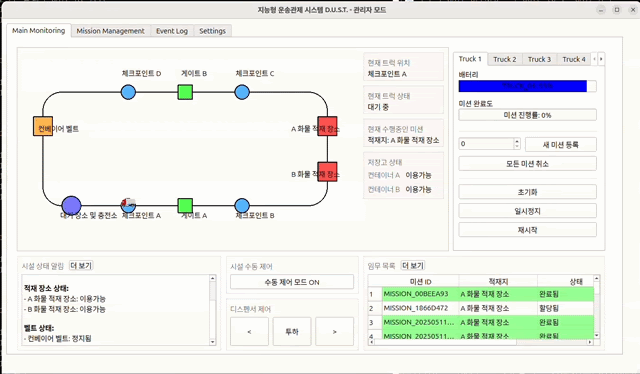 지능형 운송관제 시스템 D.U.S.T. - 관리자 모드
Main Monitoring
Mission Management
Event Log
Settings
체크포인트 D
게이트 B
체크포인트 C
컨베이어 벨트
A 화물 적재 장소
B 화물 적재 장소
대기 장소 및 충전소
체크포인트 A
게이트 A
체크포인트 B
현재 트럭 위치
체크포인트 A
현재 트럭 상태
대기 중
현재 수행중인 미션
적재지: A 화물 적재 장소
저장고 상태
컨테이너 A 이용가능
컨테이너 B 이용가능
Truck 1
Truck 2
Truck 3
Truck 4
배터리
미션 완료도
미션 진행률: 0%
0
새 미션 등록
모든 미션 취소
초기화
일시정지
재시작
시설 상태 알림
더 보기
적재 장소 상태:
- A 화물 적재 장소: 이용가능
- B 화물 적재 장소: 이용가능
벨트 상태:
- 컨베이어 벨트: 정지됨
시설 수동 제어
수동 제어 모드 ON
디스펜서 제어
<
투하
>
임무 목록
더 보기
미션 ID 적재지 상태
1 MISSION_00BEEA93 A 화물 적재 장소 완료됨
2 MISSION_1866D472 A 화물 적재 장소 할당됨
3 MISSION_20250511... A 화물 적재 장소 완료됨
4 MISSION_20250511... A 화물 적재 장소 완료됨